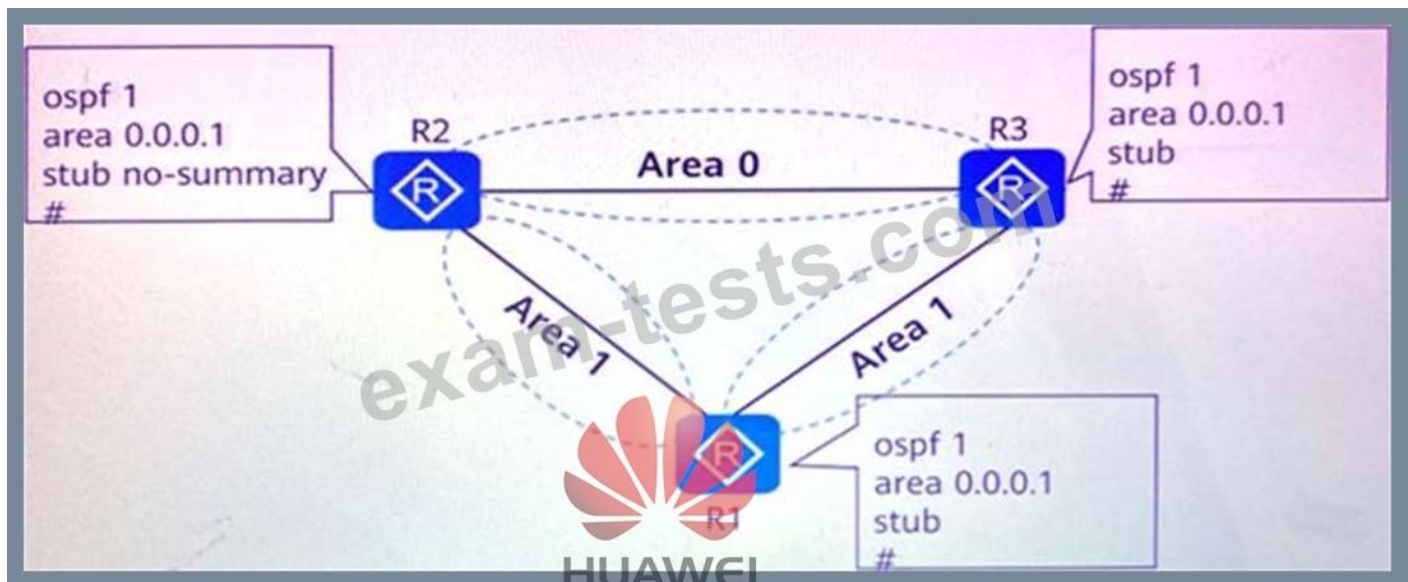 ospf 1
area 0.0.0.1
stub no-summary
#
R2
Area 0
R3
ospf 1
area 0.0.0.1
stub
#
exam-tests.com
Area 1
Area 1
R1
ospf 1
area 0.0.0.1
stub
#
HUAWEI